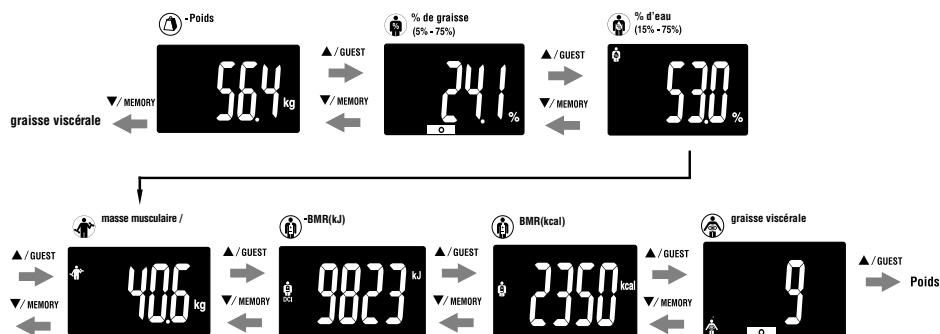 -Poids
% de graisse
(5% - 75%)
% d'eau
(15% - 75%)
▲/GUEST
▲/GUEST
56.4 kg
24.1 %
53.0 %
▼/ MEMORY
▼/ MEMORY
▼/ MEMORY
graisse viscérale
masse musculaire /
-BMR(kJ)
BMR(kcal)
graisse viscérale
▲/GUEST
▲/GUEST
▲/GUEST
▲/GUEST
▲/GUEST
40.6 kg
DCI
9823 kJ
2350 kcal
9
Poids
▼/ MEMORY
▼/ MEMORY
▼/ MEMORY
▼/ MEMORY